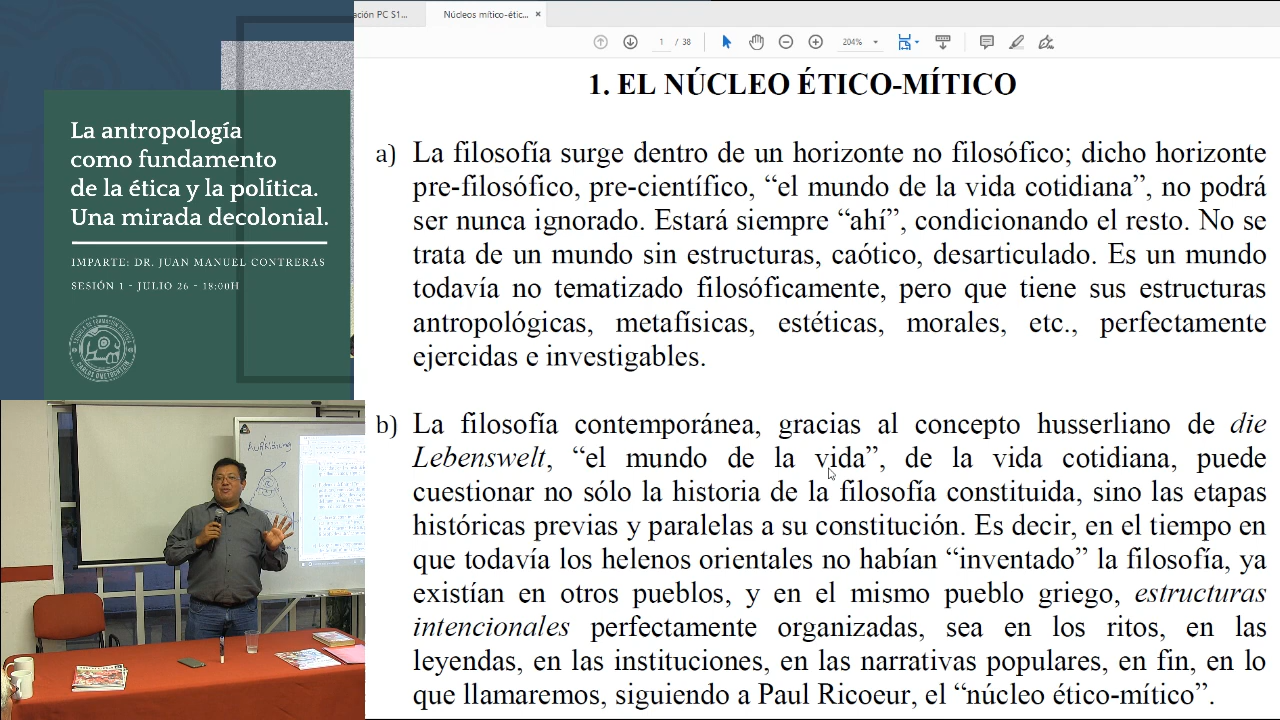 ación PC S1...
Núcleos mítico-étic...
1 / 38
204%
La antropología
como fundamento
de la ética y la política.
Una mirada decolonial.
IMPARTE: DR. JUAN MANUEL CONTRERAS
SESIÓN 1 - JULIO 26 - 18:00H
1. EL NÚCLEO ÉTICO-MÍTICO
a) La filosofía surge dentro de un horizonte no filosófico; dicho horizonte
pre-filosófico, pre-científico, “el mundo de la vida cotidiana”, no podrá
ser nunca ignorado. Estará siempre “ahí”, condicionando el resto. No se
trata de un mundo sin estructuras, caótico, desarticulado. Es un mundo
todavía no tematizado filosóficamente, pero que tiene sus estructuras
antropológicas, metafísicas, estéticas, morales, etc., perfectamente
ejercidas e investigables.
b) La filosofía contemporánea, gracias al concepto husserliano de die
Lebenswelt, “el mundo de la vida”, de la vida cotidiana, puede
cuestionar no sólo la historia de la filosofía constituida, sino las etapas
históricas previas y paralelas a su constitución. Es decir, en el tiempo en
que todavía los helenos orientales no habían “inventado” la filosofía, ya
existían en otros pueblos, y en el mismo pueblo griego, estructuras
intencionales perfectamente organizadas, sea en los ritos, en las
leyendas, en las instituciones, en las narrativas populares, en fin, en lo
que llamaremos, siguiendo a Paul Ricoeur, el “núcleo ético-mítico”.